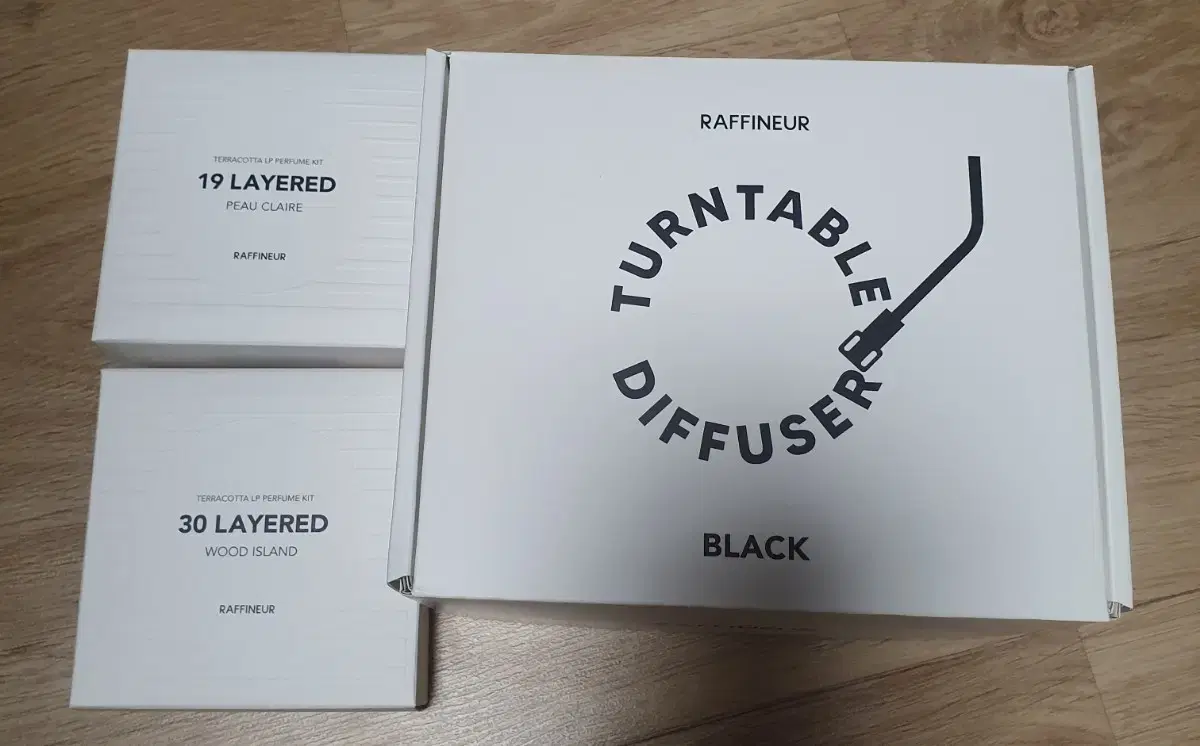 TERRACOTTA LP PERFUME KIT
19 LAYERED
PEAU CLAIRE
RAFFINEUR
TERRACOTTA LP PERFUME KIT
30 LAYERED
WOOD ISLAND
RAFFINEUR
RAFFINEUR
TURNTABLE
DIFFUSER
BLACK